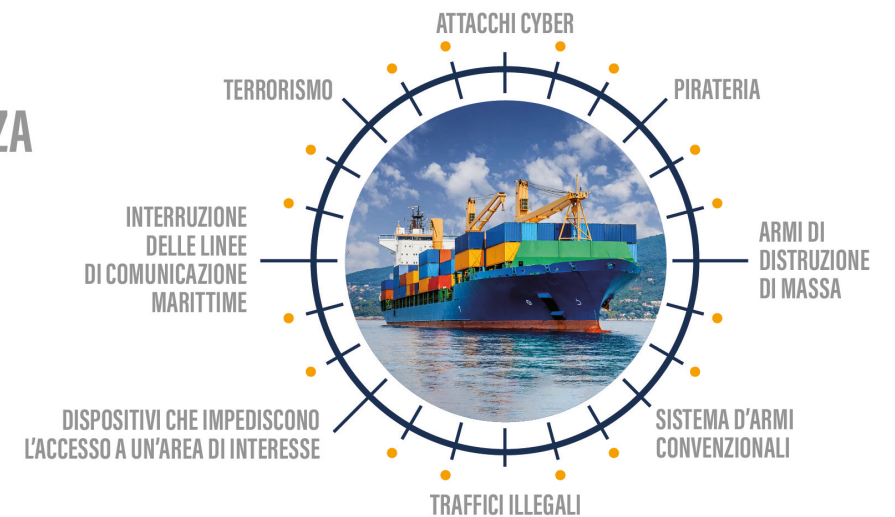 ATTACCHI CYBER
TERRORISMO
PIRATERIA
ZA
INTERRUZIONE
DELLE LINEE
DI COMUNICAZIONE
MARITTIME
ARMI DI
DISTRUZIONE
DI MASSA
DISPOSITIVI CHE IMPEDISCONO
L'ACCESSO A UN'AREA DI INTERESSE
SISTEMA D'ARMI
CONVENZIONALI
TRAFFICI ILLEGALI